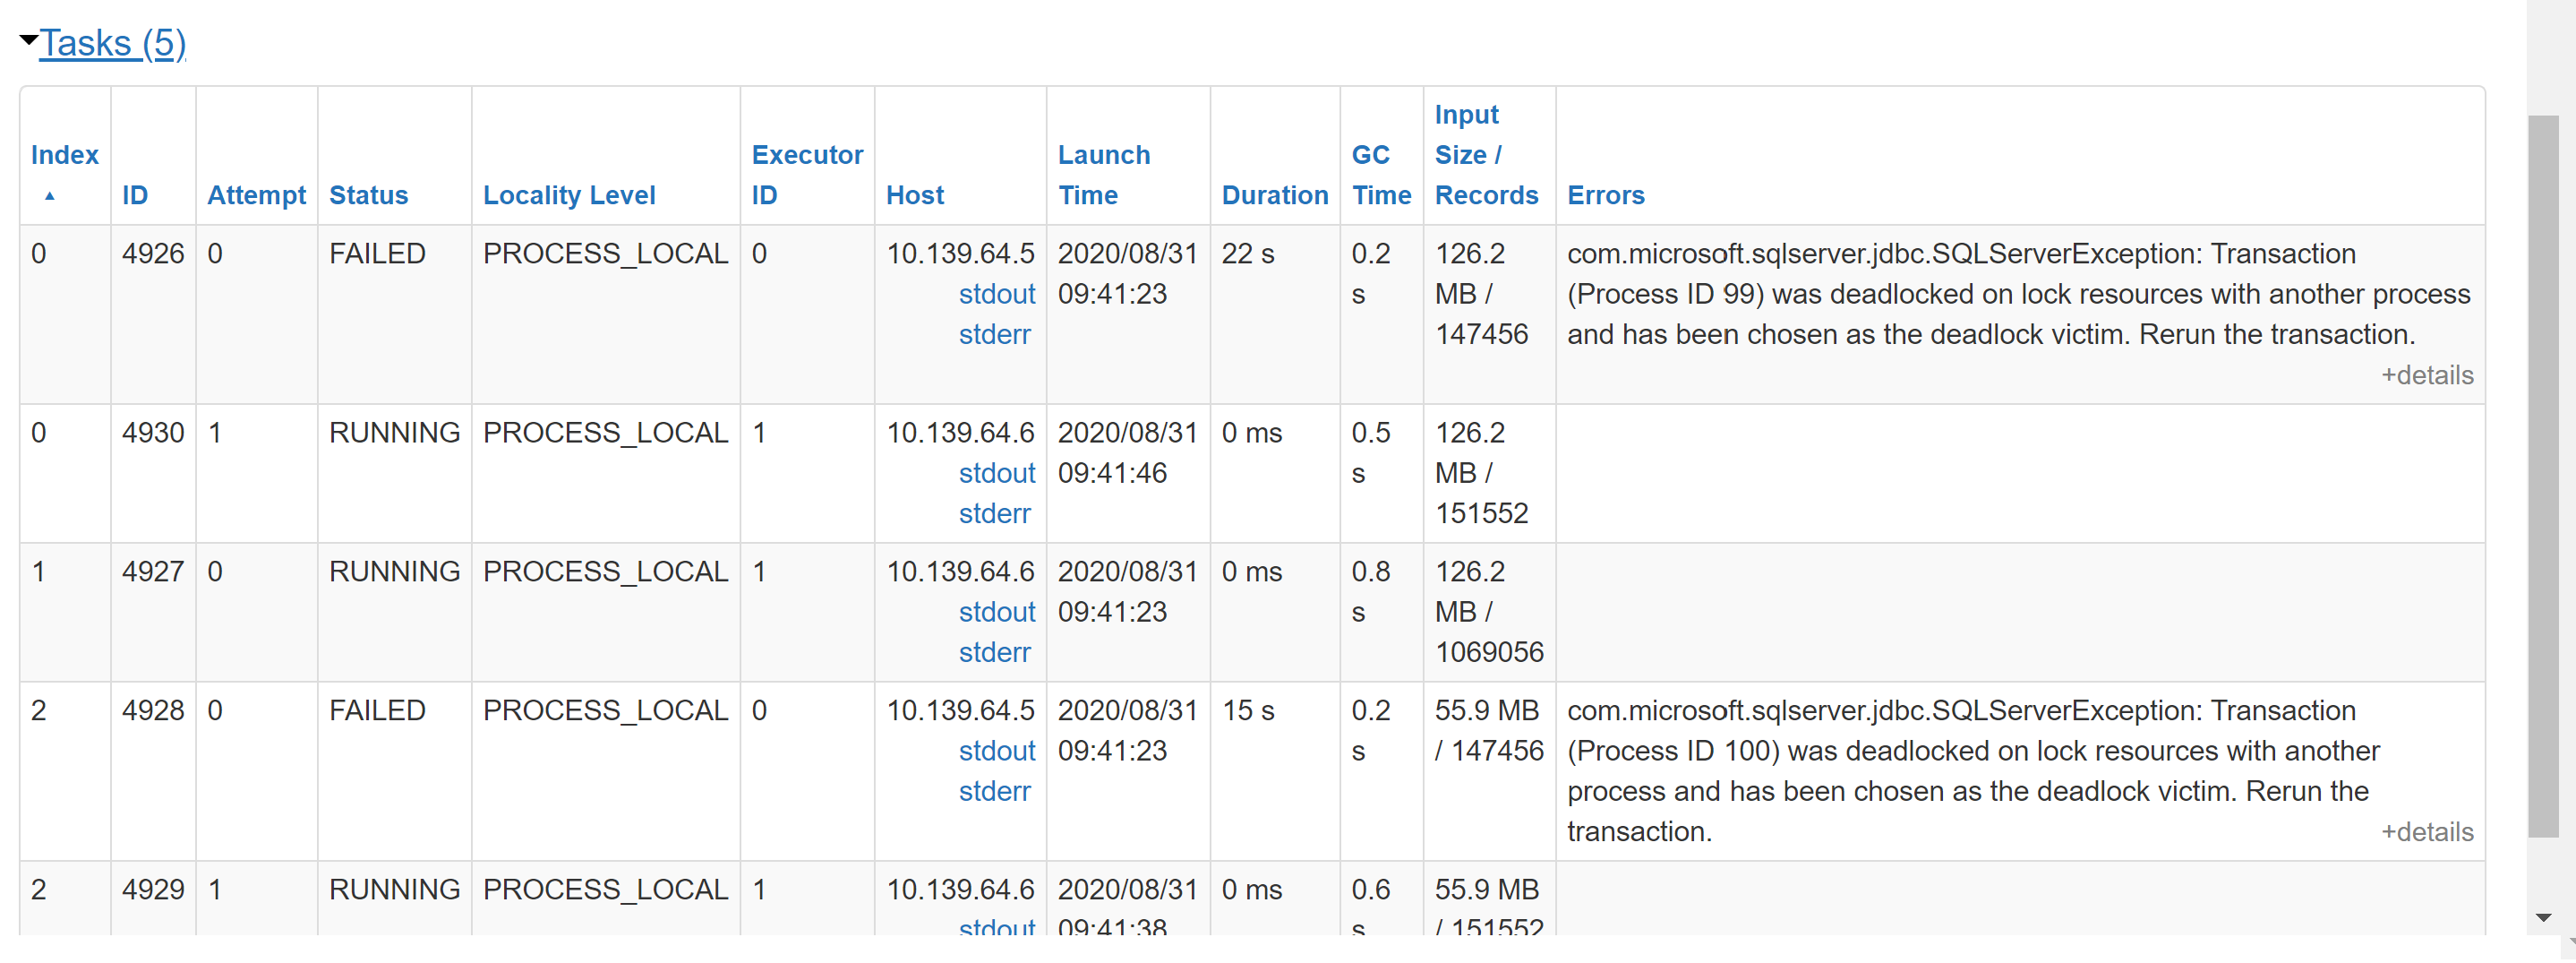 Tasks (5)
Index ID Attempt Status Locality Level Executor ID Host Launch Time Duration GC Time Input Size / Records Errors
0 4926 0 FAILED PROCESS_LOCAL 0 10.139.64.5 2020/08/31 22 s 0.2 126.2 com.microsoft.sqlserver.jdbc.SQLServerException: Transaction
stdout 09:41:23 s MB / (Process ID 99) was deadlocked on lock resources with another process
stderr 147456 and has been chosen as the deadlock victim. Rerun the transaction.
+details
0 4930 1 RUNNING PROCESS_LOCAL 1 10.139.64.6 2020/08/31 0 ms 0.5 126.2
stdout 09:41:46 s MB /
stderr 151552
1 4927 0 RUNNING PROCESS_LOCAL 1 10.139.64.6 2020/08/31 0 ms 0.8 126.2
stdout 09:41:23 s MB /
stderr 1069056
2 4928 0 FAILED PROCESS_LOCAL 0 10.139.64.5 2020/08/31 15 s 0.2 55.9 MB com.microsoft.sqlserver.jdbc.SQLServerException: Transaction
stdout 09:41:23 s / 147456 (Process ID 100) was deadlocked on lock resources with another
stderr process and has been chosen as the deadlock victim. Rerun the
transaction. +details
2 4929 1 RUNNING PROCESS_LOCAL 1 10.139.64.6 2020/08/31 0 ms 0.6 55.9 MB
stdout 09:41:38 s / 151552